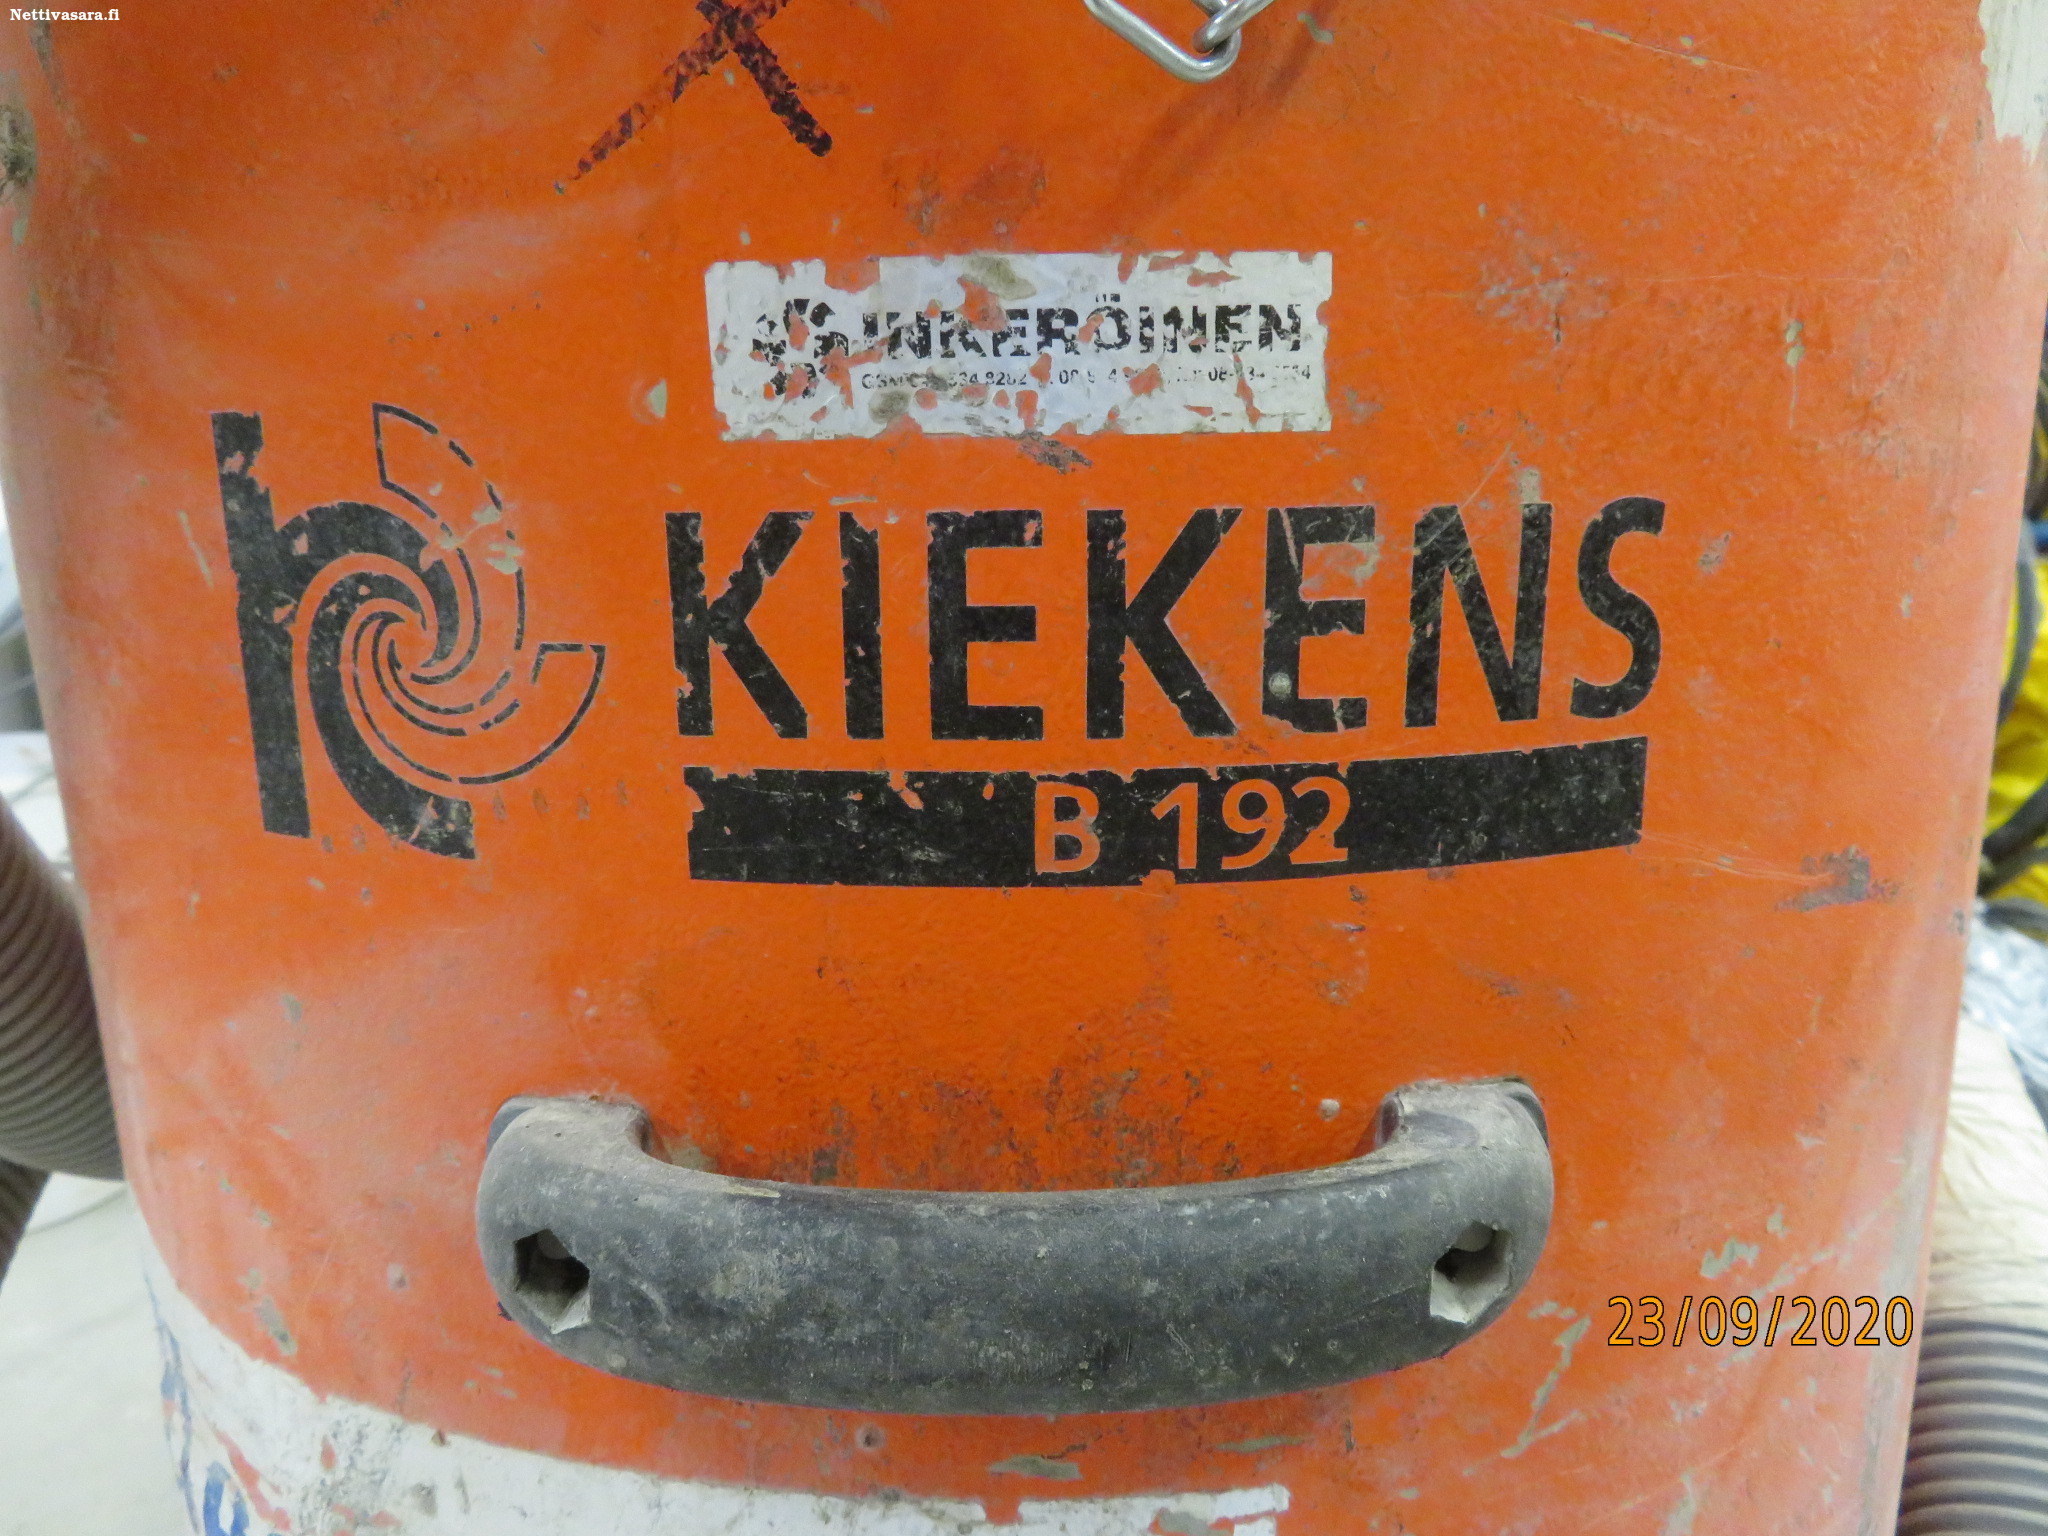 Nettivasara.fi
INKERÖINEN
KIEKENS
B 192
23/09/2020